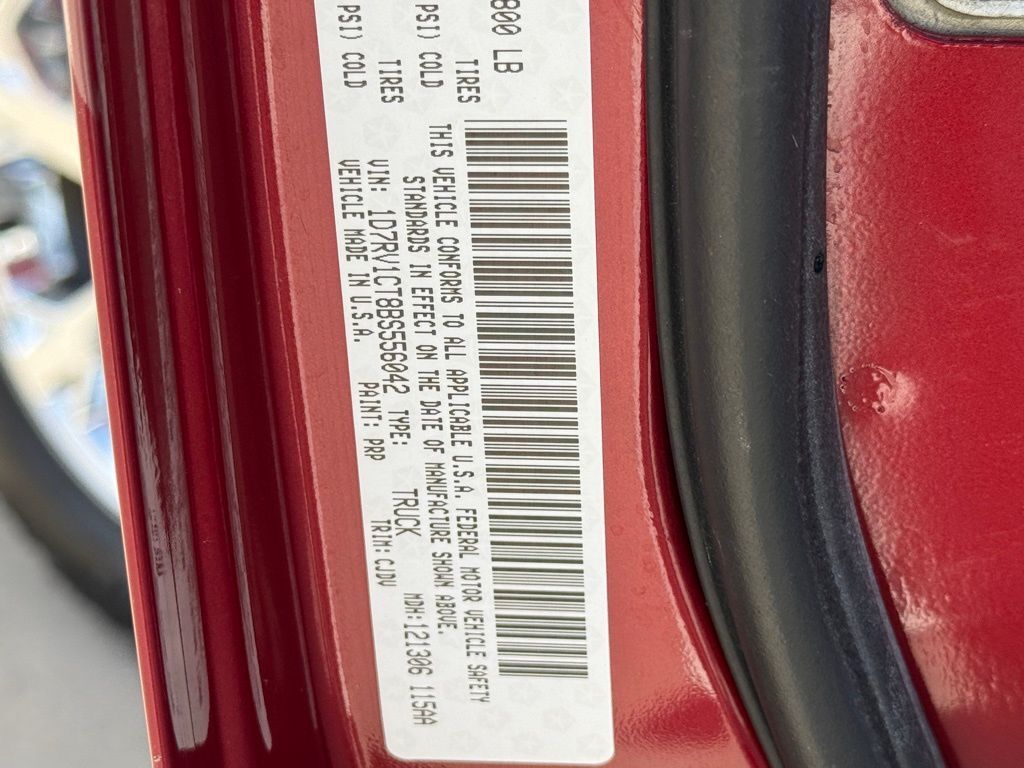 800 LB
TIRES
PSI) COLD
TIRES
PSI) COLD
THIS VEHICLE CONFORMS TO ALL APPLICABLE U.S.A. FEDERAL MOTOR VEHICLE SAFETY
STANDARDS IN EFFECT ON THE DATE OF MANUFACTURE SHOWN ABOVE.
VIN: 1D7RV1CT8BS556042 TYPE: TRUCK MDH:121306 115AA
VEHICLE MADE IN U.S.A. PAINT: PRP TRIM: CJDV